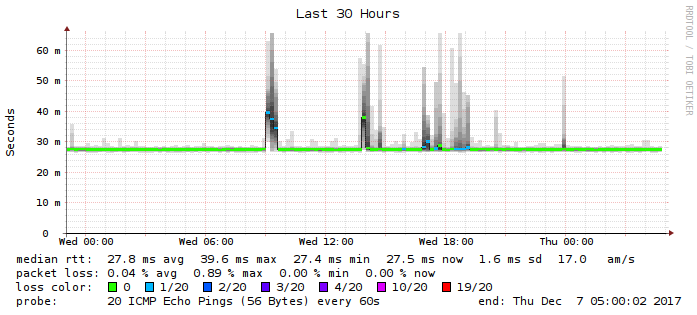 Last 30 Hours
RRDTOOL / TOBI OETIKER
Seconds
60 m
50 m
40 m
30 m
20 m
10 m
0
Wed 00:00 Wed 06:00 Wed 12:00 Wed 18:00 Thu 00:00
median rtt: 27.8 ms avg 39.6 ms max 27.4 ms min 27.5 ms now 1.6 ms sd 17.0 am/s
packet loss: 0.04 % avg 0.89 % max 0.00 % min 0.00 % now
loss color: 0 1/20 2/20 3/20 4/20 10/20 19/20
probe: 20 ICMP Echo Pings (56 Bytes) every 60s end: Thu Dec 7 05:00:02 2017